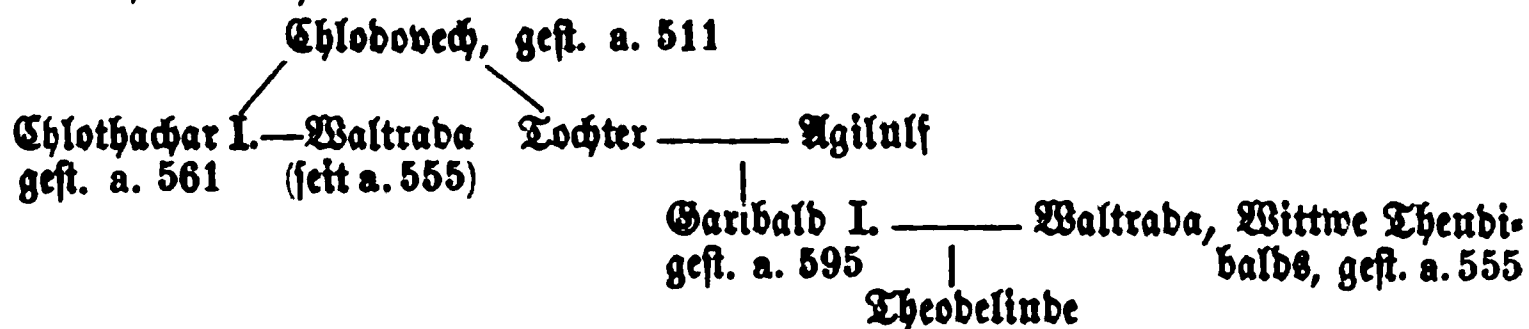 Chlodovech, gest. a. 511
Chlothachar I.—Waltrada Tochter — Agilulf
gest. a. 561 (seit a. 555)
Garibald I. — Waltrada, Wittwe Theudi-
gest. a. 595 balds, gest. a. 555
Theodelinde